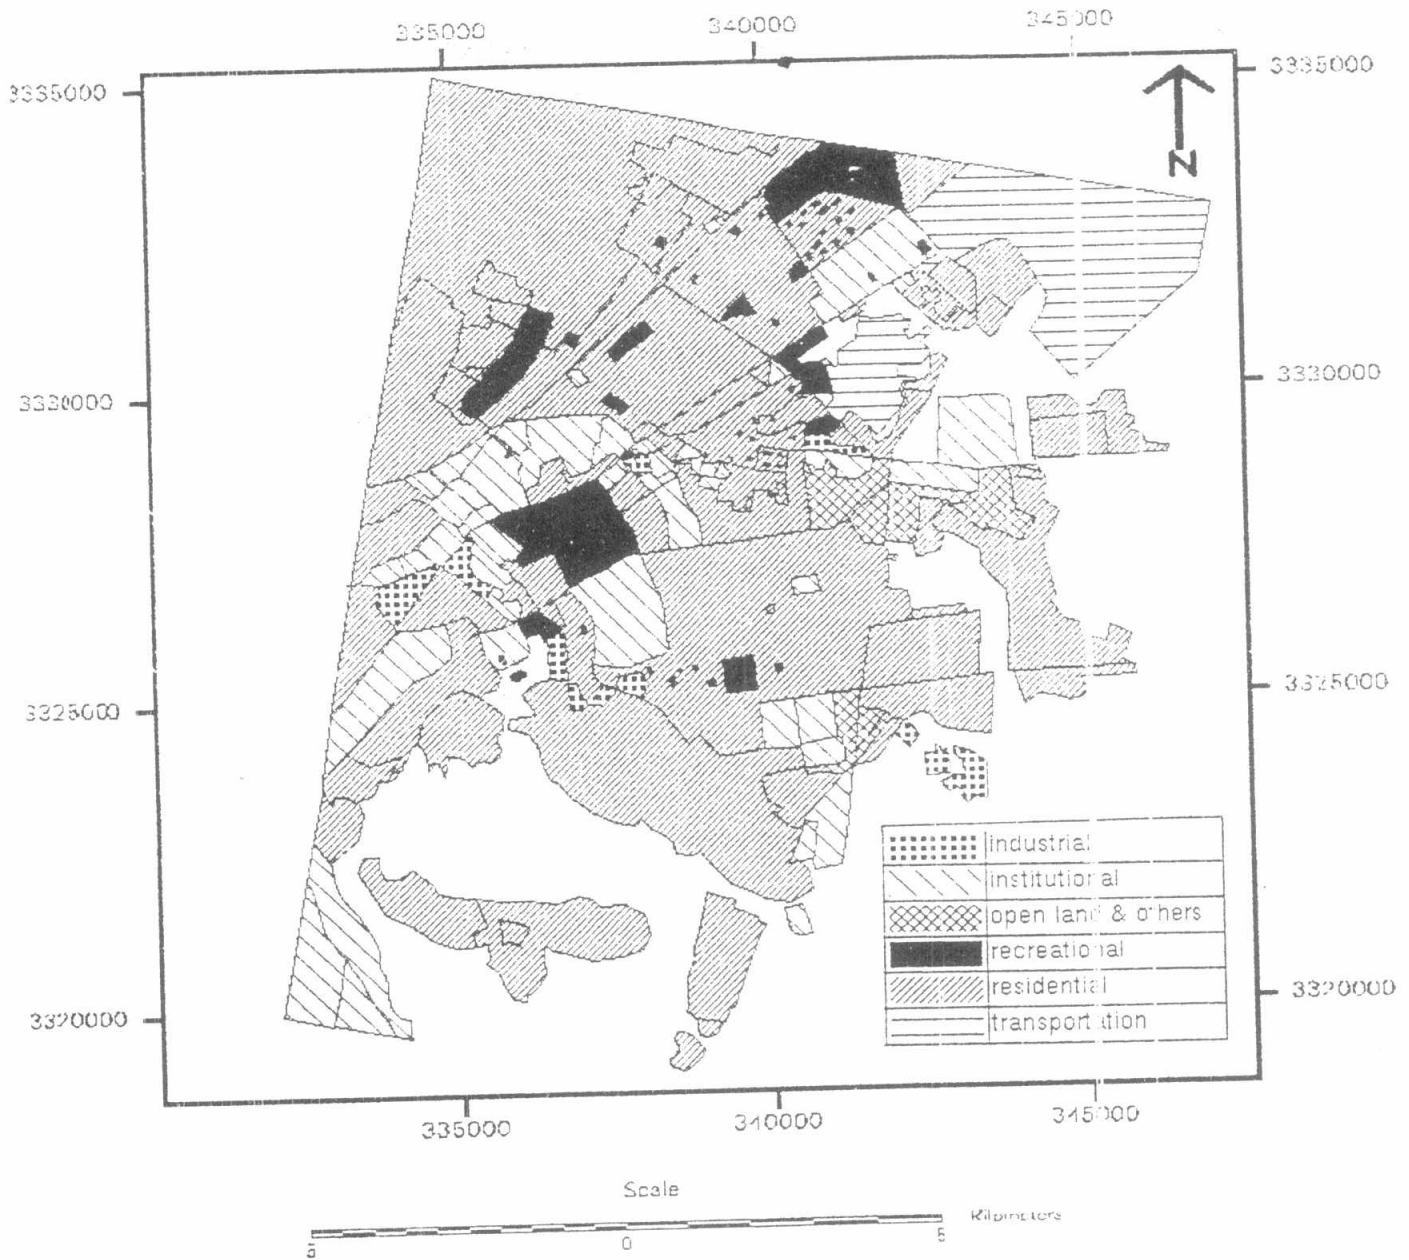 335000 340000 345000
3335000 3335000
3330000 3330000
3325000 3325000
industrial
institutional
open land & others
recreational
residential
transportation
3320000 3320000
335000 340000 345000
N
Scale
Kilometers
5 0 5